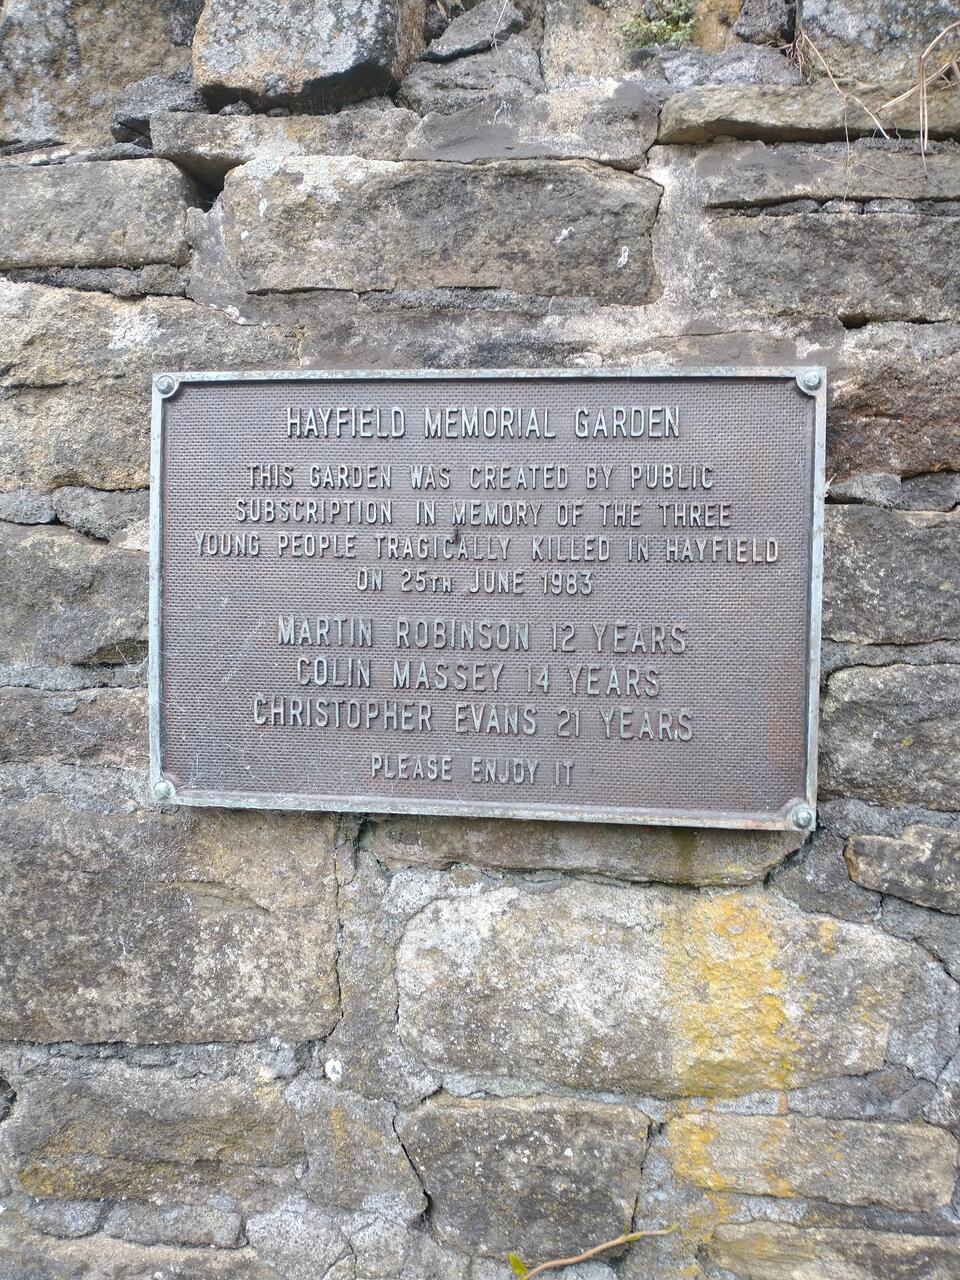 HAYFIELD MEMORIAL GARDEN
THIS GARDEN WAS CREATED BY PUBLIC
SUBSCRIPTION IN MEMORY OF THE THREE
YOUNG PEOPLE TRAGICALLY KILLED IN HAYFIELD
ON 25TH JUNE 1983
MARTIN ROBINSON 12 YEARS
COLIN MASSEY 14 YEARS
CHRISTOPHER EVANS 21 YEARS
PLEASE ENJOY IT